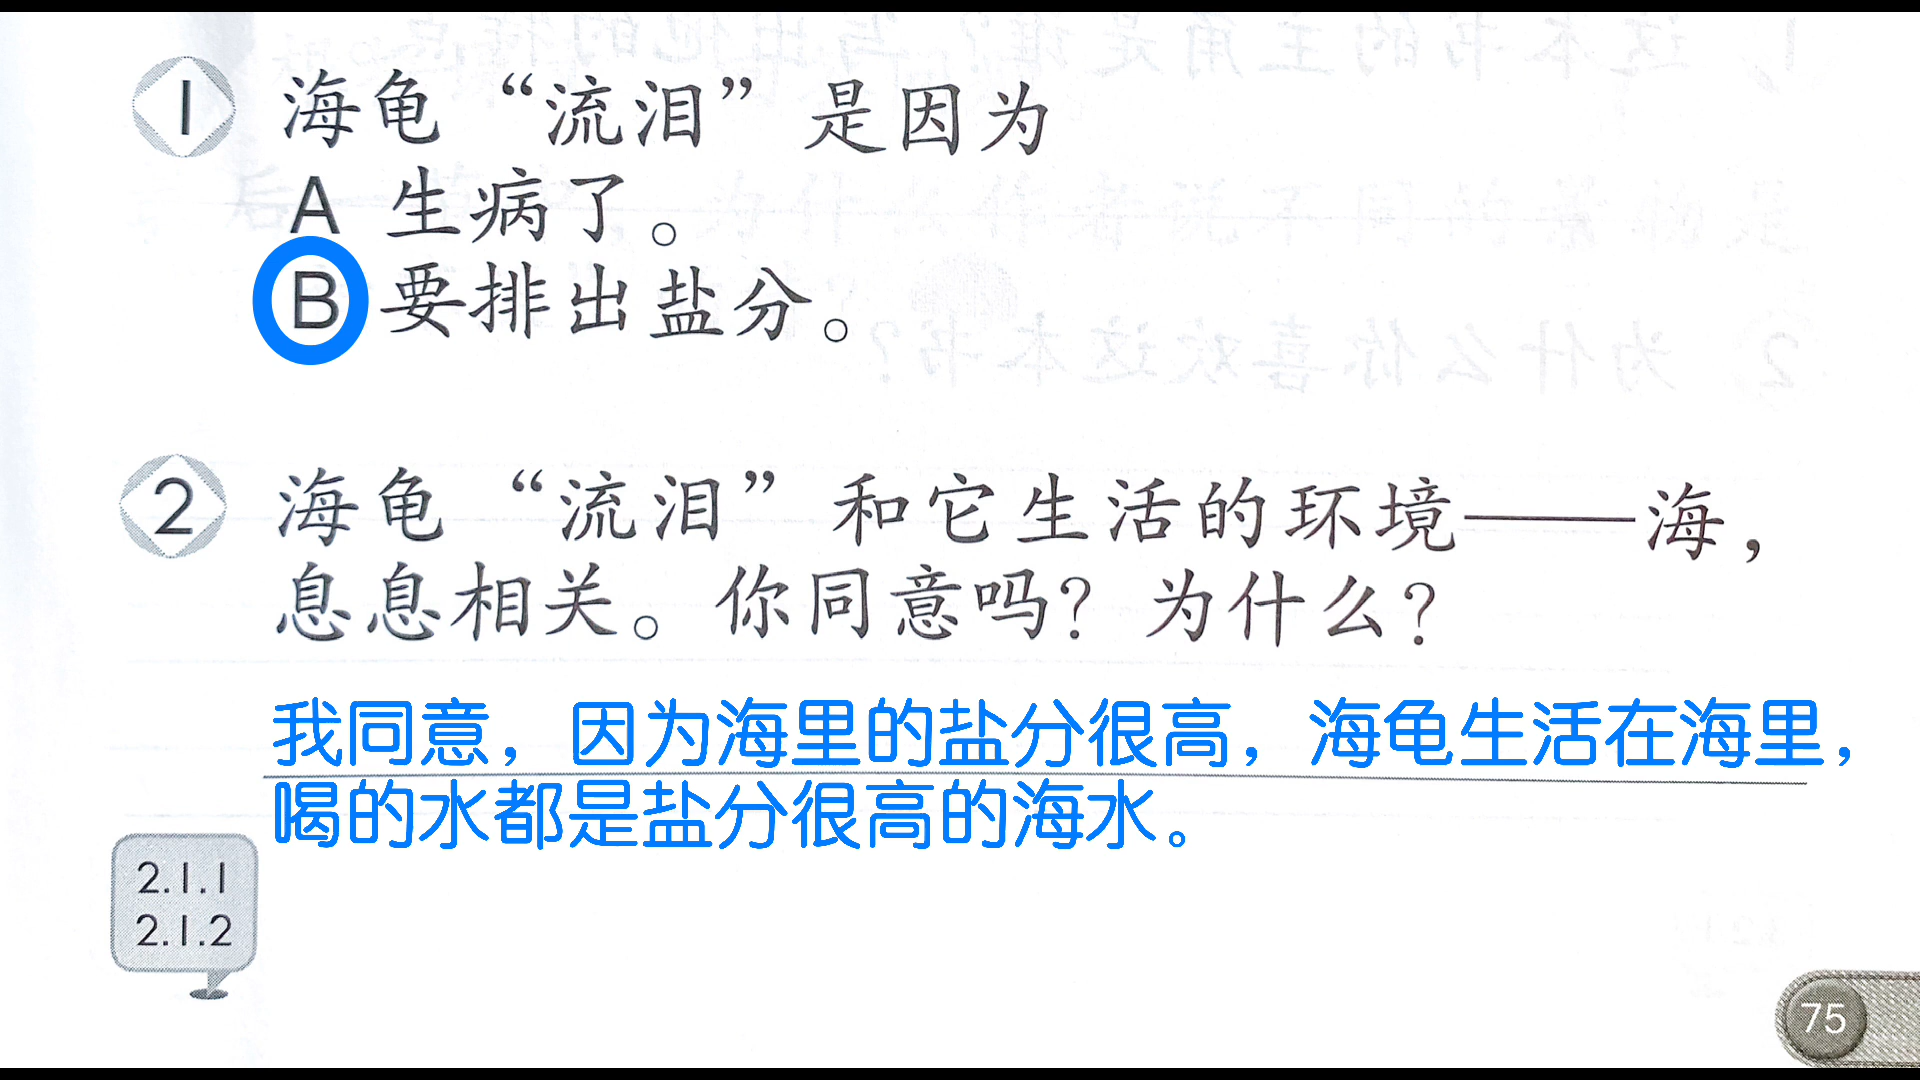 1 海龟“流泪”是因为
A 生病了。
B 要排出盐分。
2 海龟“流泪”和它生活的环境——海，
息息相关。你同意吗？为什么？
我同意，因为海里的盐分很高，海龟生活在海里，
喝的水都是盐分很高的海水。
2.1.1
2.1.2
75